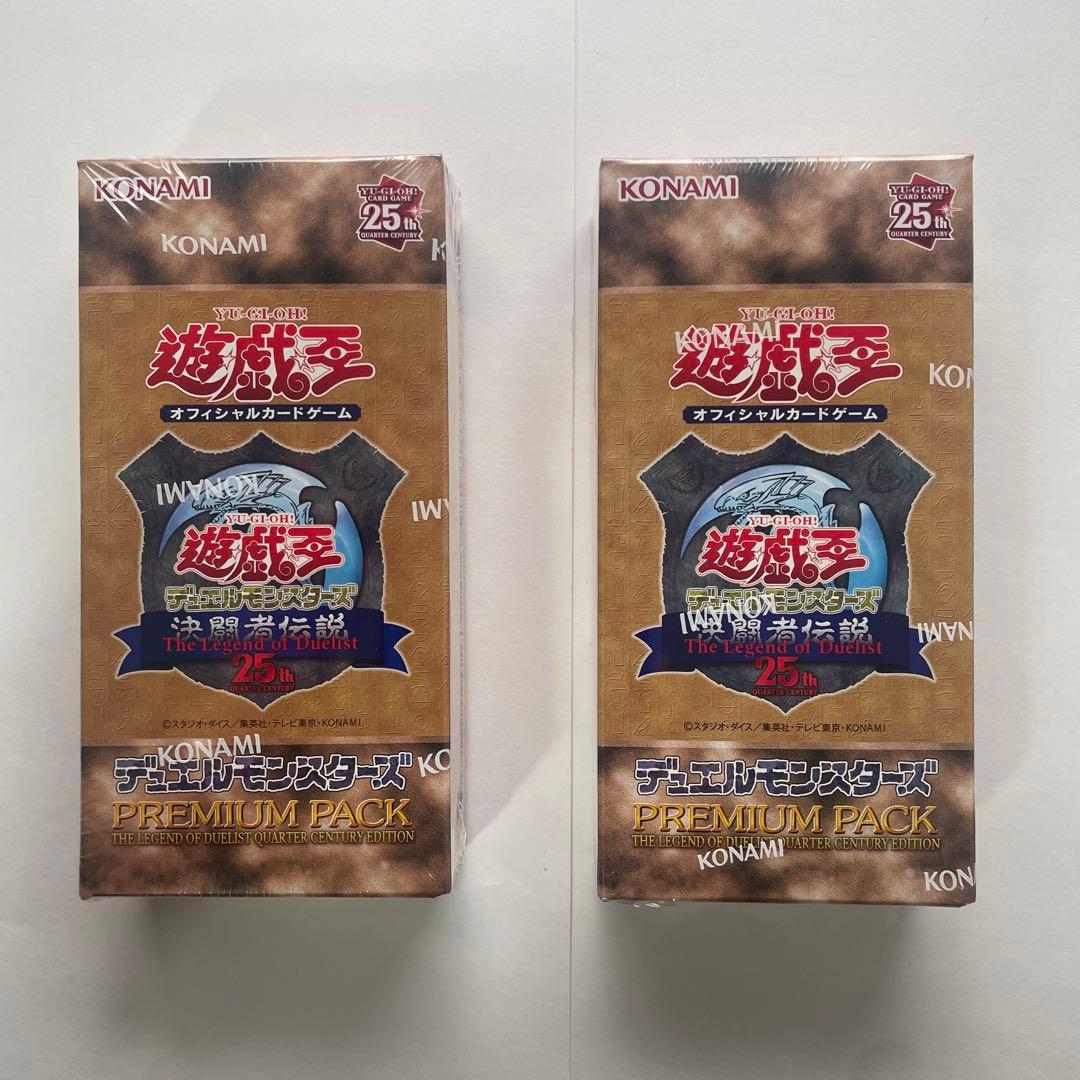 KONAMI
YU-GI-OH!
CARD GAME
25th
QUARTER CENTURY
KONAMI
YU-GI-OH!
遊戯王
オフィシャルカードゲーム
KONAMI
YU-GI-OH!
遊戯王
デュエルモンスターズ
決闘者伝説
The Legend of Duelist
25th
QUARTER CENTURY
©スタジオ・ダイス/集英社・テレビ東京・KONAMI
KONAMI
デュエルモンスターズ
PREMIUM PACK
THE LEGEND OF DUELIST QUARTER CENTURY EDITION
KONAMI
YU-GI-OH!
CARD GAME
25th
QUARTER CENTURY
YU-GI-OH!
KONAMI
遊戯王
オフィシャルカードゲーム
YU-GI-OH!
遊戯王
デュエルモンスターズ
KONAMI
決闘者伝説
The Legend of Duelist
25th
QUARTER CENTURY
©スタジオ・ダイス/集英社・テレビ東京・KONAMI
デュエルモンスターズ
PREMIUM PACK
THE LEGEND OF DUELIST QUARTER CENTURY EDITION
KONAMI